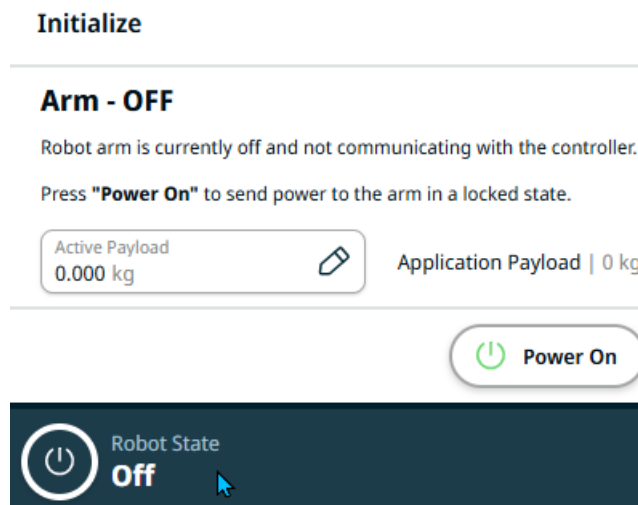 Initialize
Arm - OFF
Robot arm is currently off and not communicating with the controller.
Press "Power On" to send power to the arm in a locked state.
Active Payload
0.000 kg
Application Payload | 0 kg
Power On
Robot State
Off